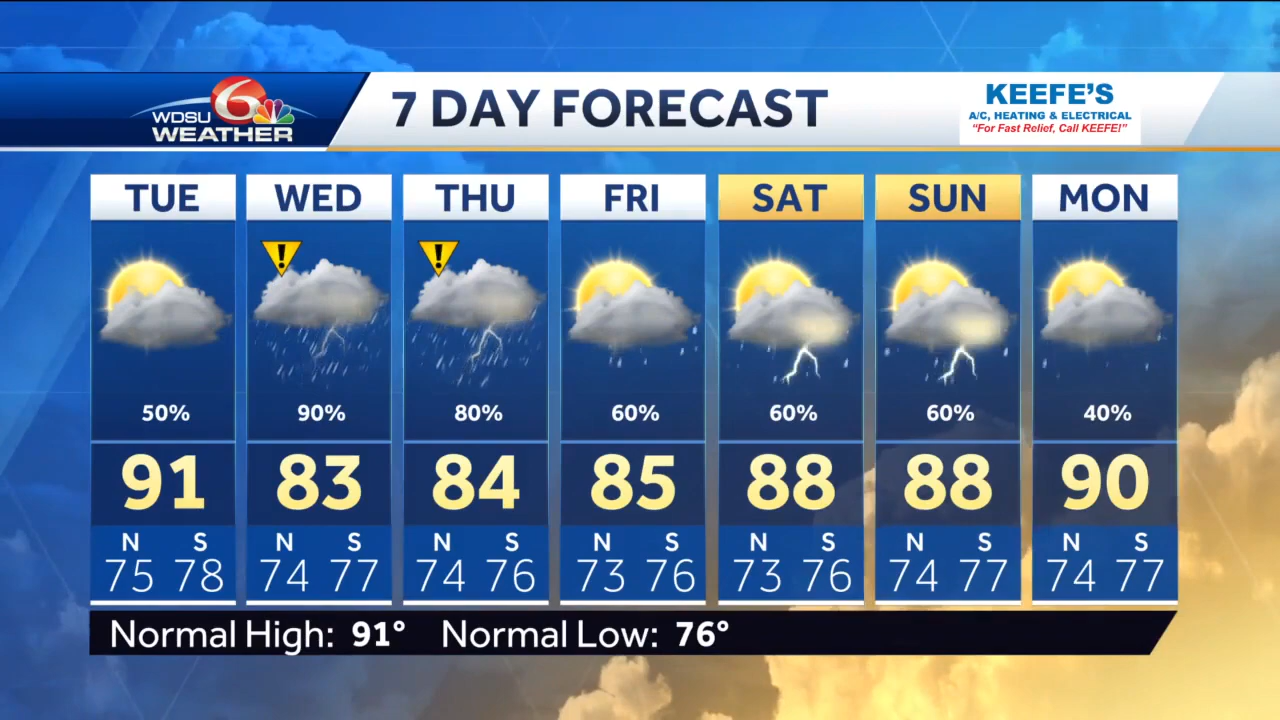 WDSU 6
WEATHER
7 DAY FORECAST
KEEFE'S
A/C, HEATING & ELECTRICAL
"For Fast Relief, Call KEEFE!"
TUE WED THU FRI SAT SUN MON
! !
50% 90% 80% 60% 60% 60% 40%
91 83 84 85 88 88 90
N S N S N S N S N S N S N S
75 78 74 77 74 76 73 76 73 76 74 77 74 77
Normal High: 91° Normal Low: 76°